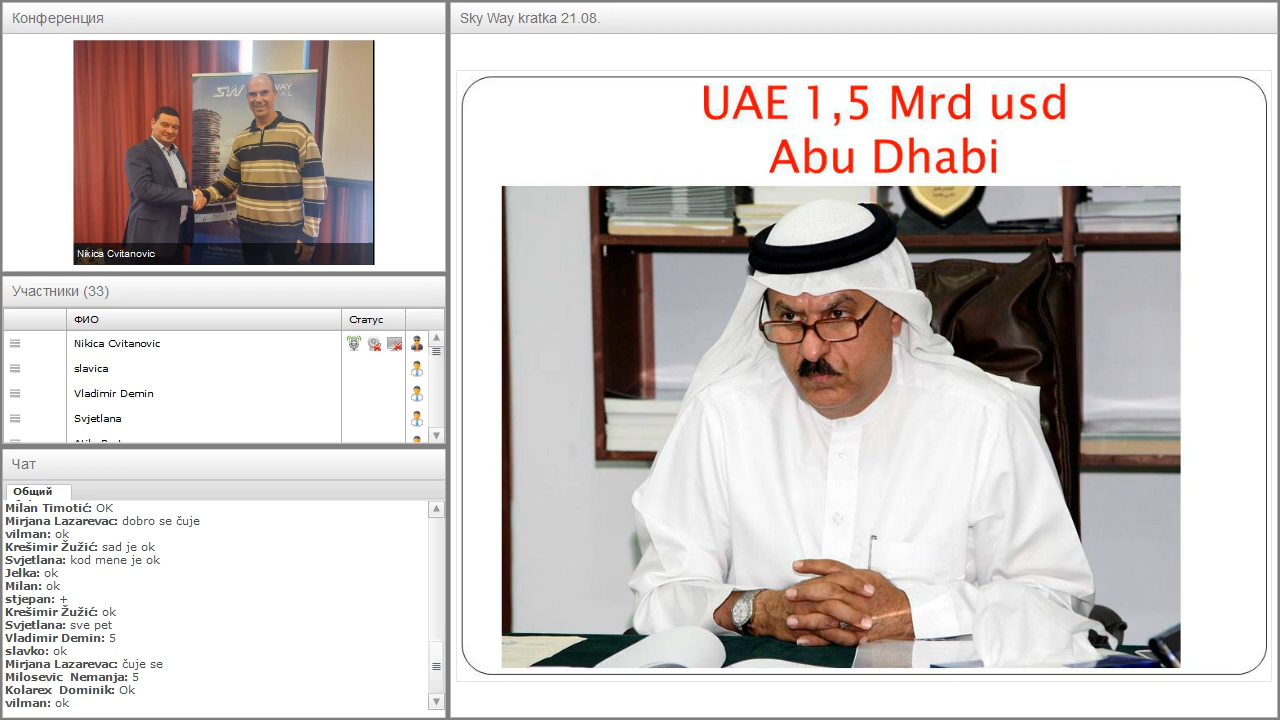 Конференция
SW
WAY
Nikica Cvitanovic
Участники (33)
ФИО
Статус
Nikica Cvitanovic
slavica
Vladimir Demin
Svjetlana
Чат
Общий
Milan Timotić: OK
Mirjana Lazarevac: dobro se čuje
vilman: ok
Krešimir Žužić: sad je ok
Svjetlana: kod mene je ok
Jelka: ok
Milan: ok
stjepan: +
Krešimir Žužić: ok
Svjetlana: sve pet
Vladimir Demin: 5
slavko: ok
Mirjana Lazarevac: čuje se
Milosevic Nemanja: 5
Kolarex Dominik: Ok
vilman: ok
Sky Way kratka 21.08.
UAE 1,5 Mrd usd
Abu Dhabi